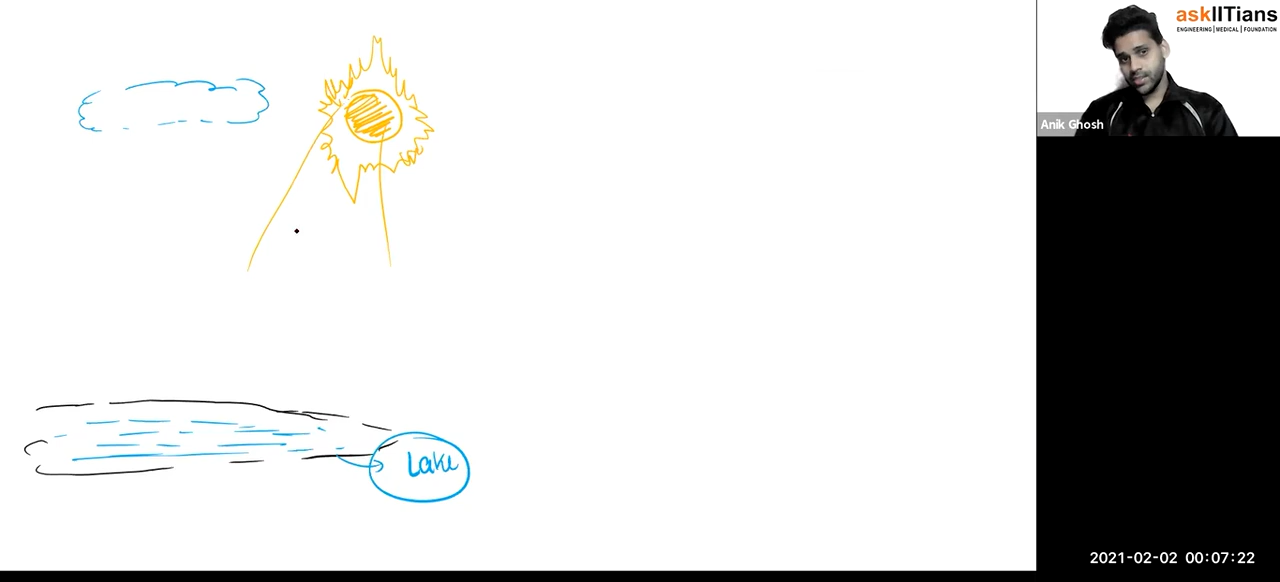 askIITians
ENGINEERING | MEDICAL | FOUNDATION
Anik Ghosh
Lake
2021-02-02 00:07:22